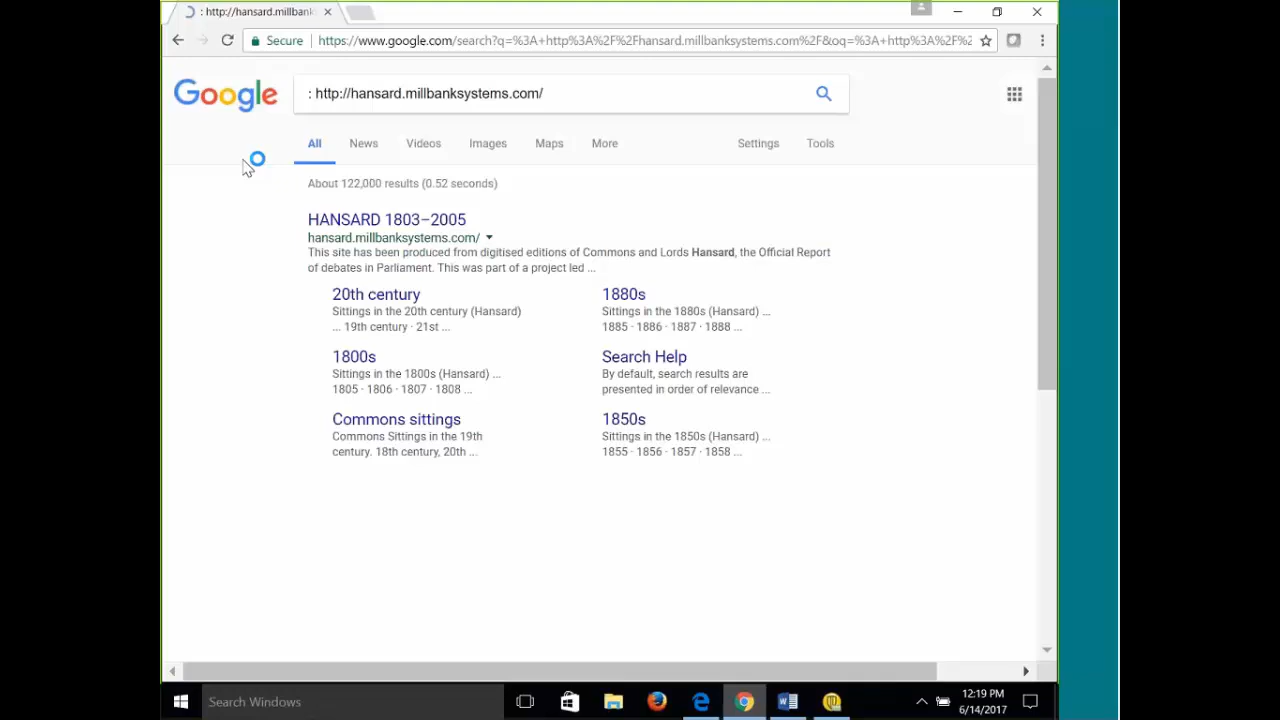 : http://hansard.millbank
Secure https://www.google.com/search?q=%3A+http%3A%2F%2Fhansard.millbanksystems.com%2F&oq=%3A+http%3A%2F%2
Google : http://hansard.millbanksystems.com/
All News Videos Images Maps More Settings Tools
About 122,000 results (0.52 seconds)
HANSARD 1803–2005
hansard.millbanksystems.com/
This site has been produced from digitised editions of Commons and Lords Hansard, the Official Report
of debates in Parliament. This was part of a project led ...
20th century
Sittings in the 20th century (Hansard)
... 19th century · 21st ...
1880s
Sittings in the 1880s (Hansard) ...
1885 · 1886 · 1887 · 1888 ...
1800s
Sittings in the 1800s (Hansard) ...
1805 · 1806 · 1807 · 1808 ...
Search Help
By default, search results are
presented in order of relevance ...
Commons sittings
Commons Sittings in the 19th
century. 18th century, 20th ...
1850s
Sittings in the 1850s (Hansard) ...
1855 · 1856 · 1857 · 1858 ...
Search Windows
12:19 PM
6/14/2017